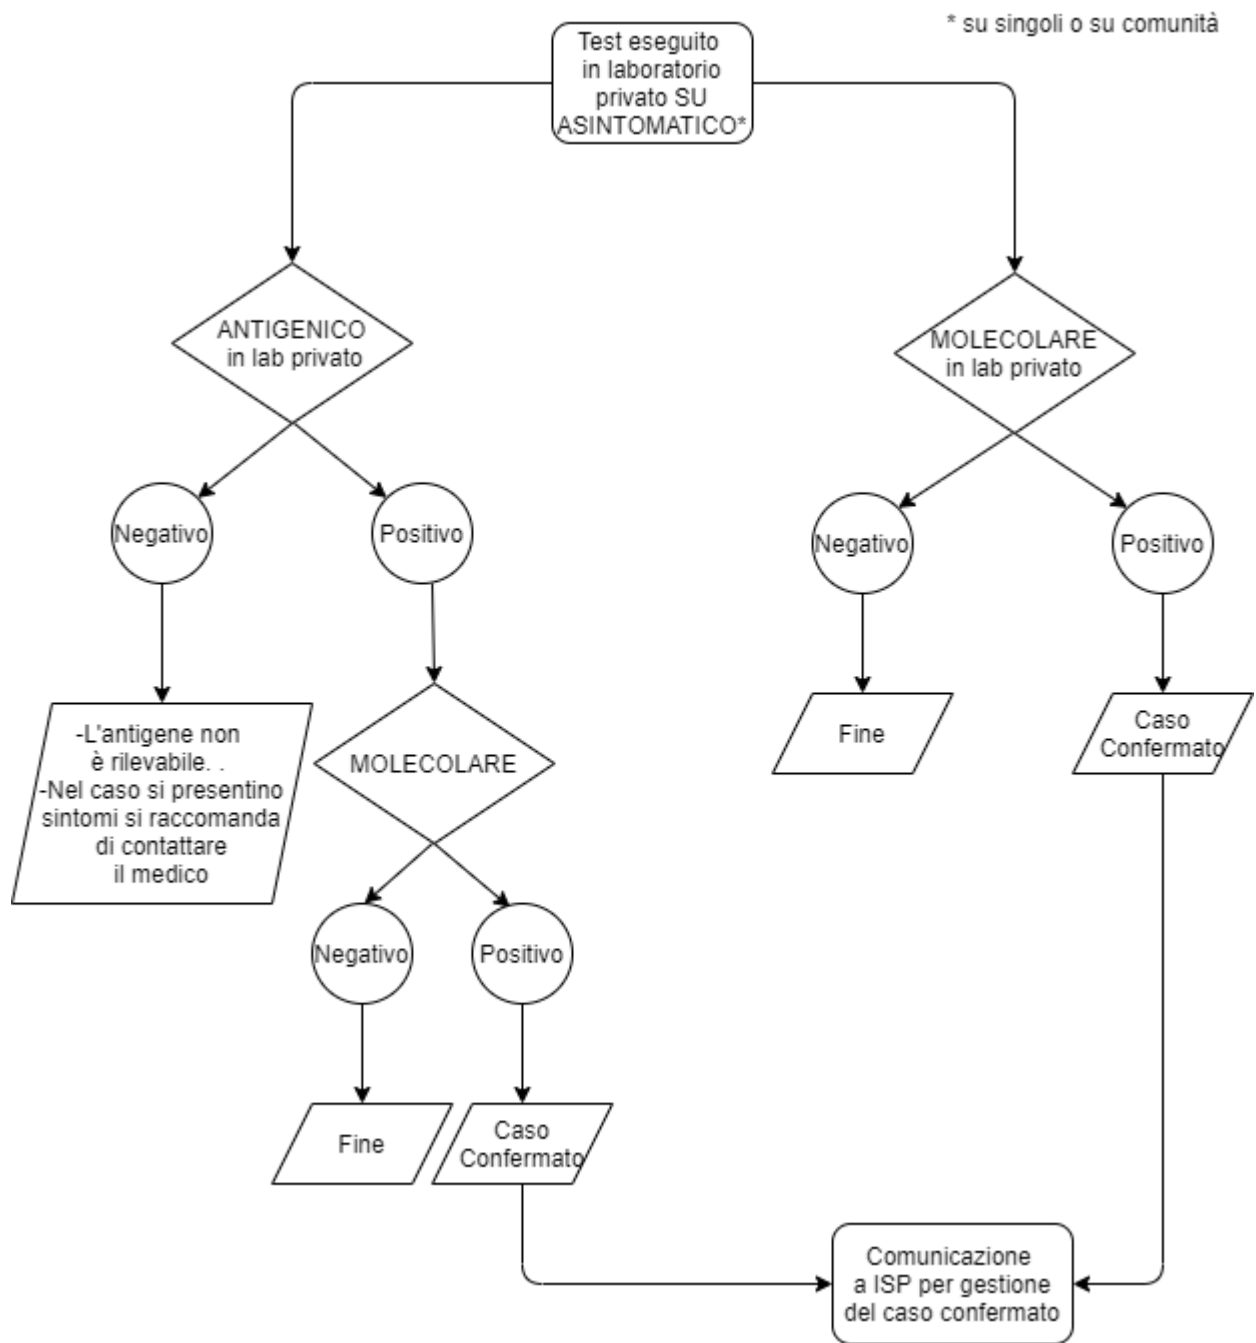 * su singoli o su comunità
Test eseguito
in laboratorio
privato SU
ASINTOMATICO*
ANTIGENICO
in lab privato
MOLECOLARE
in lab privato
Negativo
Positivo
Negativo
Positivo
-L'antigene non
è rilevabile. .
-Nel caso si presentino
sintomi si raccomanda
di contattare
il medico
MOLECOLARE
Fine
Caso
Confermato
Negativo
Positivo
Fine
Caso
Confermato
Comunicazione
a ISP per gestione
del caso confermato